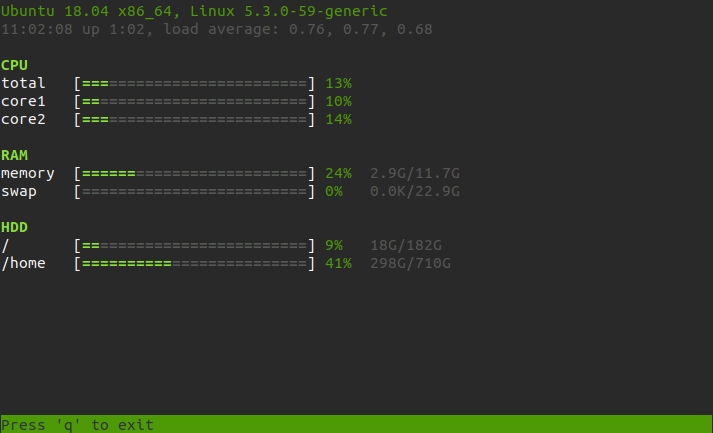 Ubuntu 18.04 x86_64, Linux 5.3.0-59-generic
11:02:08 up 1:02, load average: 0.76, 0.77, 0.68
CPU
total [=========================] 13%
core1 [=========================] 10%
core2 [=========================] 14%
RAM
memory [=========================] 24% 2.9G/11.7G
swap [=========================] 0% 0.0K/22.9G
HDD
/ [=========================] 9% 18G/182G
/home [=========================] 41% 298G/710G
Press 'q' to exit